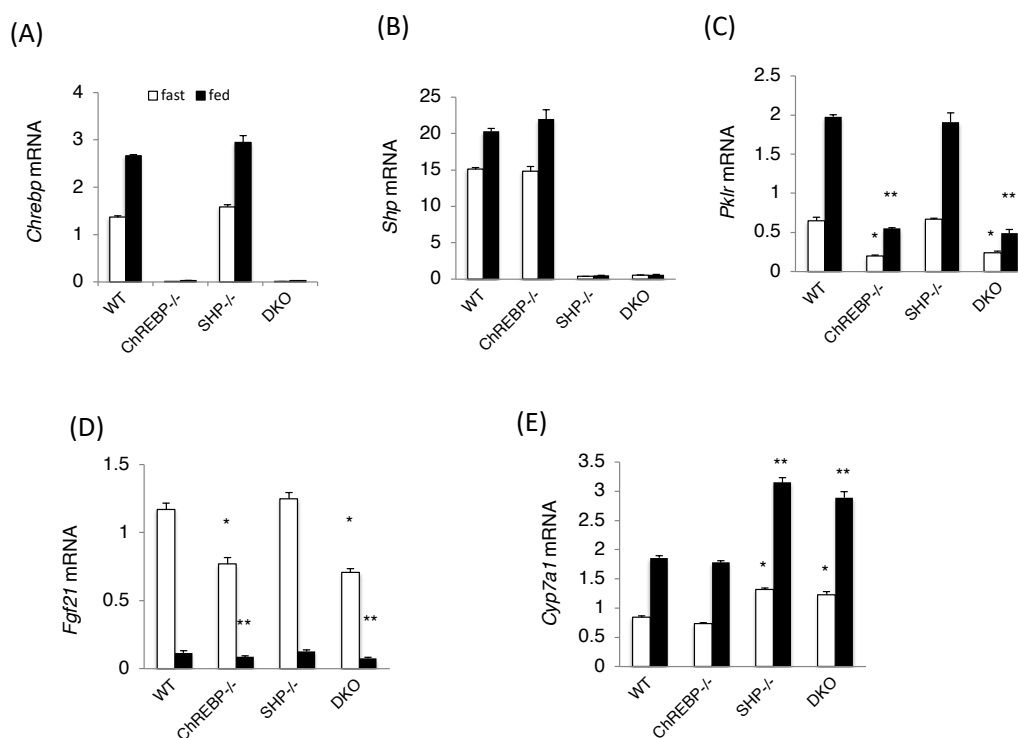 (A)
Chrebp mRNA
4
3
2
1
0
fast fed
WT
ChREBP-/-
SHP-/-
DKO
(B)
Shp mRNA
25
20
15
10
5
0
WT
ChREBP-/-
SHP-/-
DKO
(C)
Pklr mRNA
2.5
2
1.5
1
0.5
0
*
**
*
**
WT
ChREBP-/-
SHP-/-
DKO
(D)
Fgf21 mRNA
1.5
1
0.5
0
*
**
*
**
WT
ChREBP-/-
SHP-/-
DKO
(E)
Cyp7a1 mRNA
3.5
3
2.5
2
1.5
1
0.5
0
*
**
*
**
WT
ChREBP-/-
SHP-/-
DKO